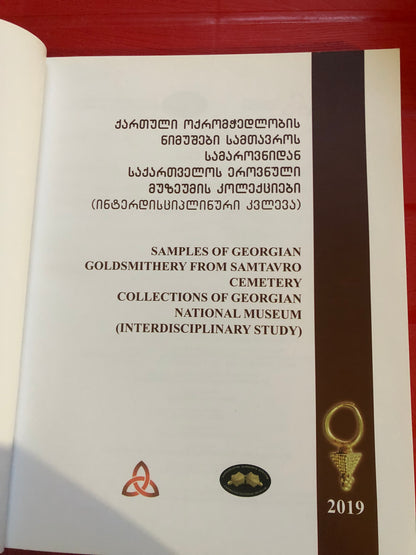 ქართული ოქრომჭედლობის
ნიმუშები სამთავროს
სამაროვნიდან
საქართველოს ეროვნული
მუზეუმის კოლექციები
(ინტერდისციპლინური კვლევა)
SAMPLES OF GEORGIAN
GOLDSMITHERY FROM SAMTAVRO
CEMETERY
COLLECTIONS OF GEORGIAN
NATIONAL MUSEUM
(INTERDISCIPLINARY STUDY)
2019